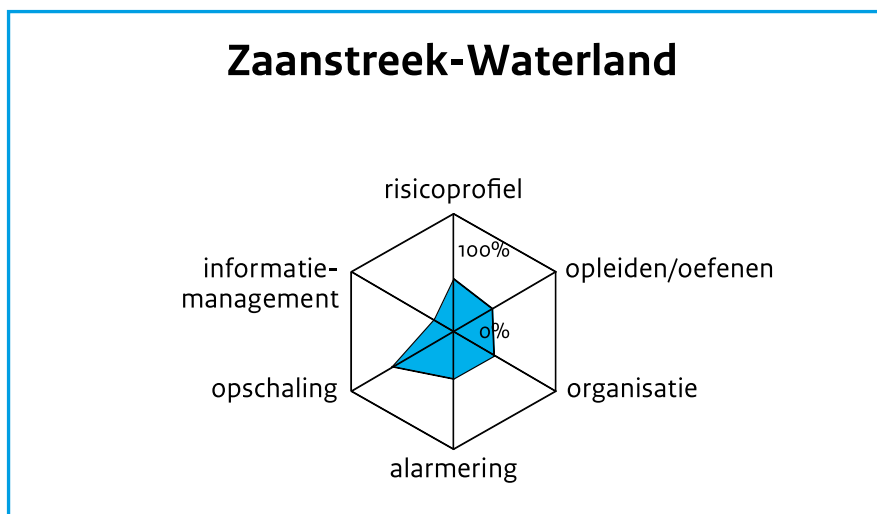 Zaanstreek-Waterland
risicoprofiel
100%
informatie-
management
opleiden/oefenen
0%
opschaling
organisatie
alarmering